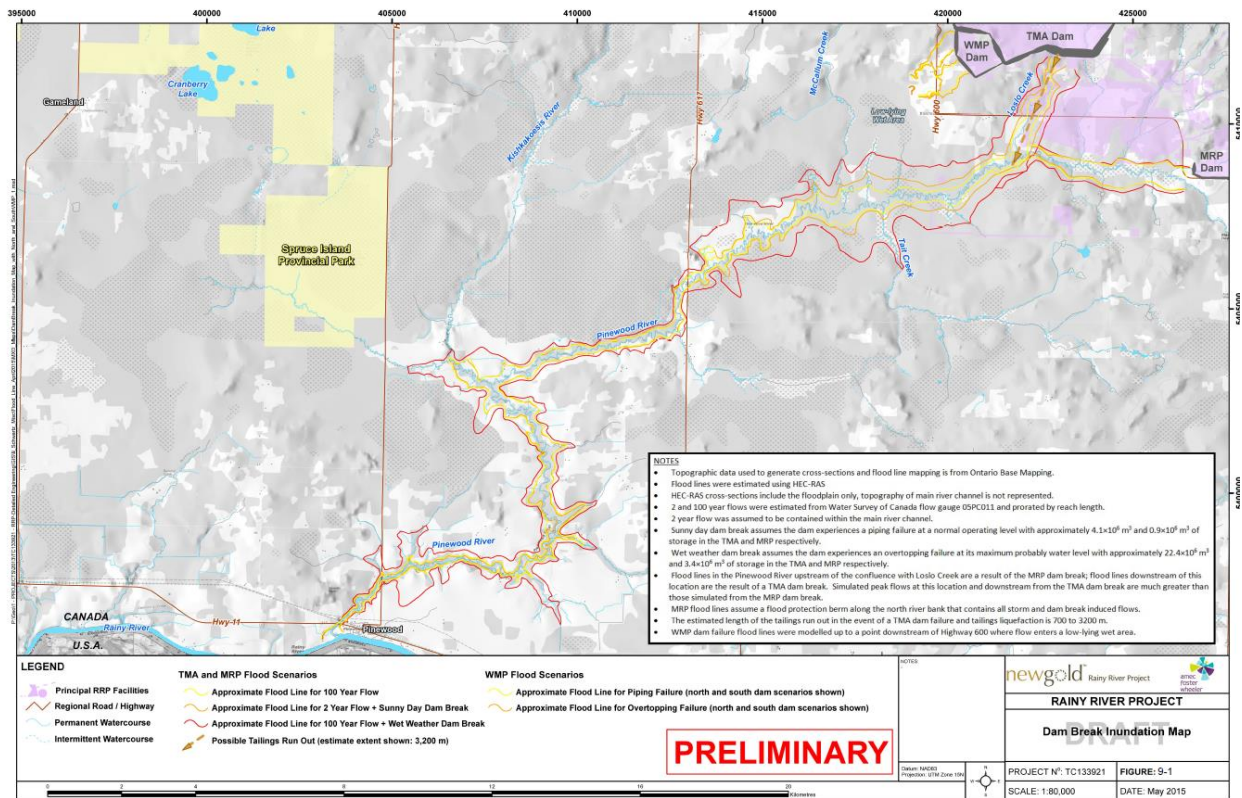 395000 400000 405000 410000 415000 420000 425000
Lake
TMA Dam
WMP
Dam
Cranberry
Lake
Gameland
Kishkakoesis River
McCallum Creek
Hwy 617
Hwy 600
Low-lying
Wet Area
Loslo Creek
?
MRP
Dam
Spruce Island
Provincial Park
Tait Creek
Pinewood River
405000
Pinewood River
CANADA
U.S.A.
Rainy River
Hwy-11
Pinewood
NOTES
• Topographic data used to generate cross-sections and flood line mapping is from Ontario Base Mapping.
• Flood lines were estimated using HEC-RAS
• HEC-RAS cross-sections include the floodplain only, topography of main river channel is not represented.
• 2 and 100 year flows were estimated from Water Survey of Canada flow gauge 05PC011 and prorated by reach length.
• 2 year flow was assumed to be contained within the main river channel.
• Sunny day dam break assumes the dam experiences a piping failure at a normal operating level with approximately 4.1×10⁶ m³ and 0.9×10⁶ m³ of
storage in the TMA and MRP respectively.
• Wet weather dam break assumes the dam experiences an overtopping failure at its maximum probably water level with approximately 22.4×10⁶ m³
and 3.4×10⁶ m³ of storage in the TMA and MRP respectively.
• Flood lines in the Pinewood River upstream of the confluence with Loslo Creek are a result of the MRP dam break; flood lines downstream of this
location are the result of a TMA dam break. Simulated peak flows at this location and downstream from the TMA dam break are much greater than
those simulated from the MRP dam break.
• MRP flood lines assume a flood protection berm along the north river bank that contains all storm and dam break induced flows.
• The estimated length of the tailings run out in the event of a TMA dam failure and tailings liquefaction is 700 to 3200 m.
• WMP dam failure flood lines were modelled up to a point downstream of Highway 600 where flow enters a low-lying wet area.
LEGEND
Principal RRP Facilities
Regional Road / Highway
Permanent Watercourse
Intermittent Watercourse
TMA and MRP Flood Scenarios
Approximate Flood Line for 100 Year Flow
Approximate Flood Line for 2 Year Flow + Sunny Day Dam Break
Approximate Flood Line for 100 Year Flow + Wet Weather Dam Break
Possible Tailings Run Out (estimate extent shown: 3,200 m)
WMP Flood Scenarios
Approximate Flood Line for Piping Failure (north and south dam scenarios shown)
Approximate Flood Line for Overtopping Failure (north and south dam scenarios shown)
PRELIMINARY
0 2 4 8 12 16 20
Kilometres
NOTES:
newgold™ Rainy River Project
amec
foster
wheeler
RAINY RIVER PROJECT
DRAFT
Dam Break Inundation Map
Datum: NAD83
Projection: UTM Zone 15N
N
W E
S
PROJECT Nº: TC133921 FIGURE: 9-1
SCALE: 1:80,000 DATE: May 2015